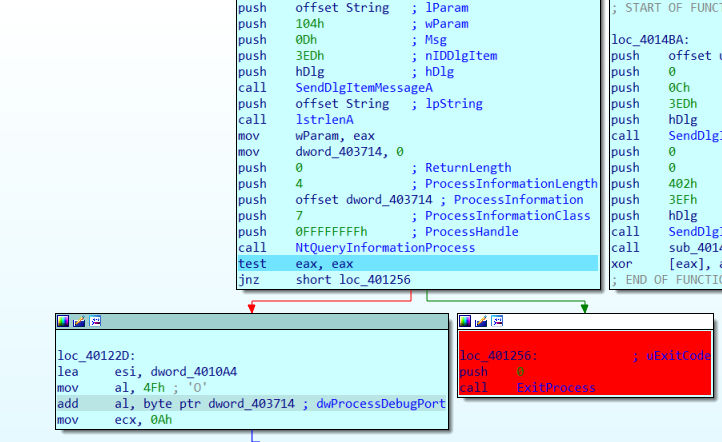 push offset String ; lParam
push 104h ; wParam
push 0Dh ; Msg
push 3EDh ; nIDDlgItem
push hDlg ; hDlg
call SendDlgItemMessageA
push offset String ; lpString
call lstrlenA
mov wParam, eax
mov dword_403714, 0
push 0 ; ReturnLength
push 4 ; ProcessInformationLength
push offset dword_403714 ; ProcessInformation
push 7 ; ProcessInformationClass
push 0FFFFFFFFh ; ProcessHandle
call NtQueryInformationProcess
test eax, eax
jnz short loc_401256
; START OF FUNCT
loc_4014BA:
push offset u
push 0
push 0Ch
push 3EDh
push hDlg
call SendDlgI
push 0
push 0
push 402h
push 3EFh
push hDlg
call SendDlgI
call sub_4014
xor [eax], a
; END OF FUNCTIO
loc_40122D:
lea esi, dword_4010A4
mov al, 4Fh ; 'O'
add al, byte ptr dword_403714 ; dwProcessDebugPort
mov ecx, 0Ah
loc_401256: ; uExitCode
push 0
call ExitProcess